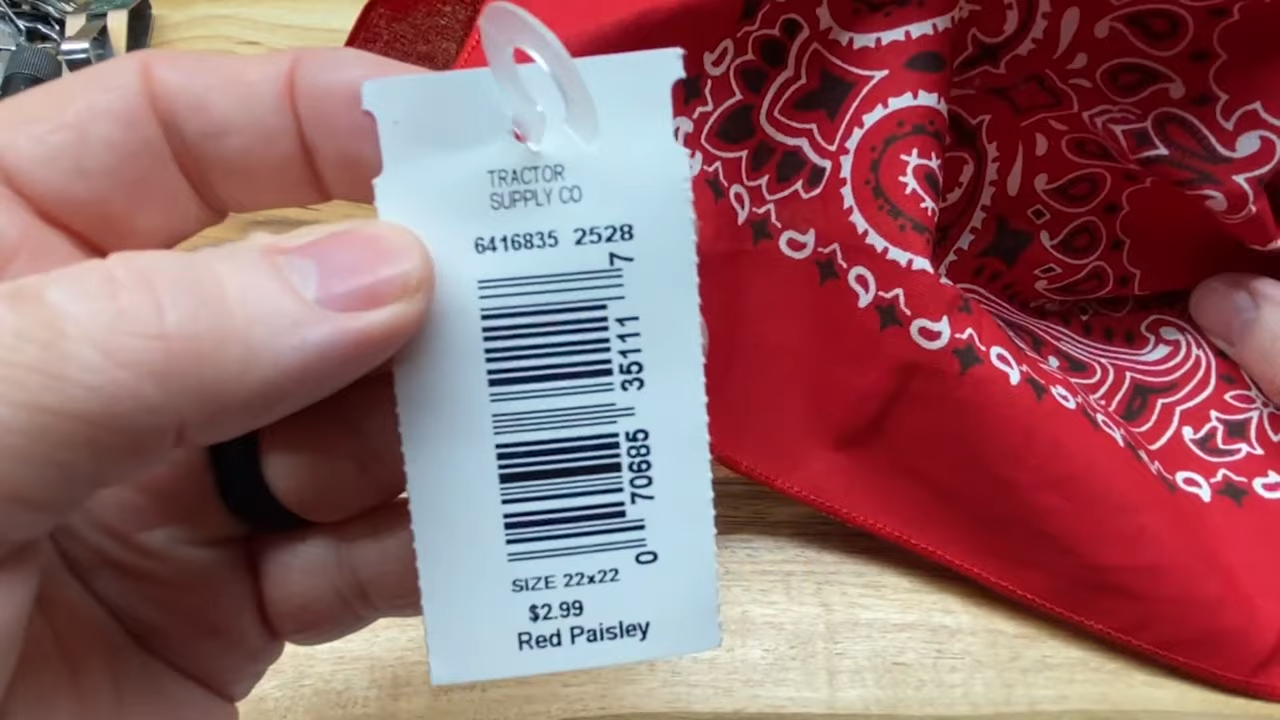 TRACTOR
SUPPLY CO
6416835 2528
0 70685 35111 7
SIZE 22x22
$2.99
Red Paisley